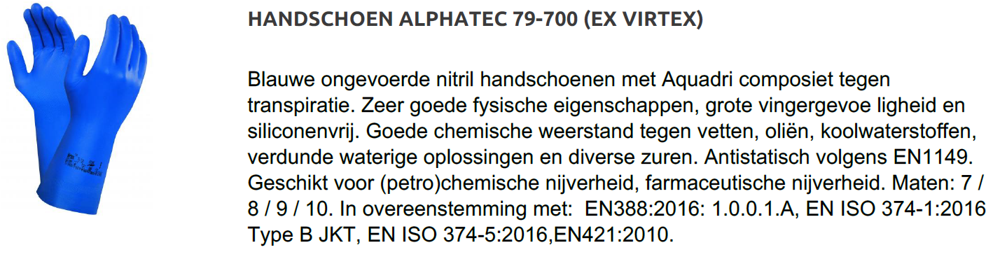 HANDSCHOEN ALPHATEC 79-700 (EX VIRTEX)
Blauwe ongevoerde nitril handschoenen met Aquadri composiet tegen
transpiratie. Zeer goede fysische eigenschappen, grote vingergevoe ligheid en
siliconenvrij. Goede chemische weerstand tegen vetten, oliën, koolwaterstoffen,
verdunde waterige oplossingen en diverse zuren. Antistatisch volgens EN1149.
Geschikt voor (petro)chemische nijverheid, farmaceutische nijverheid. Maten: 7 /
8 / 9 / 10. In overeenstemming met:  EN388:2016: 1.0.0.1.A, EN ISO 374-1:2016
Type B JKT, EN ISO 374-5:2016,EN421:2010.